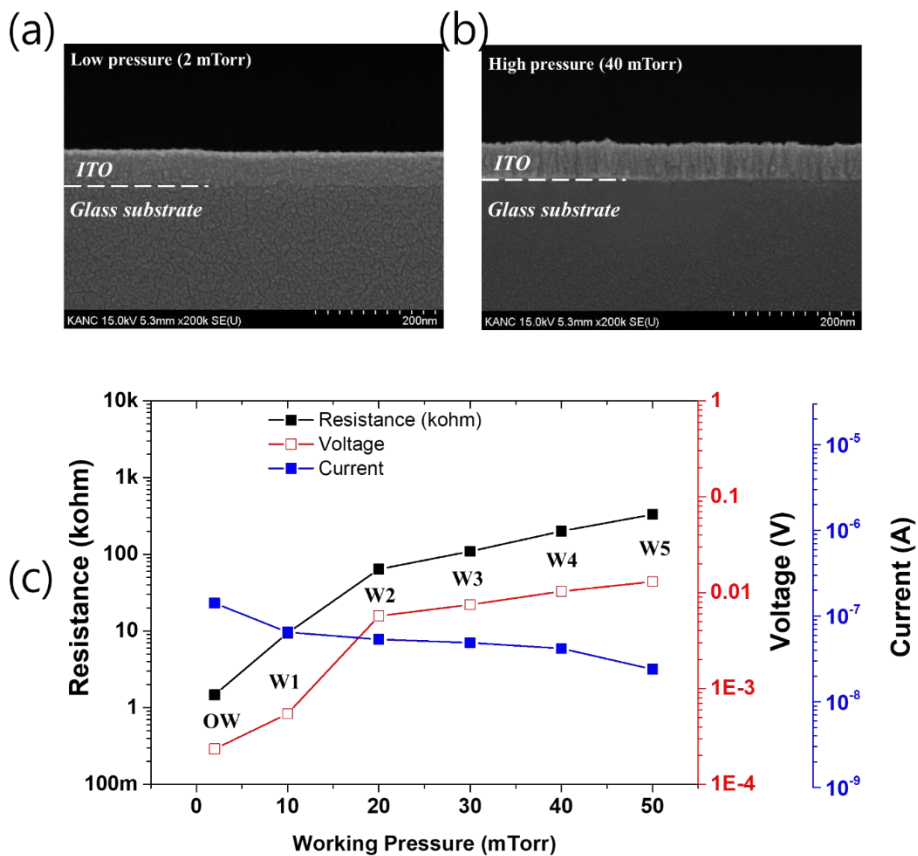 (a)
Low pressure (2 mTorr)
ITO
Glass substrate
KANC 15.0kV 5.3mm x200k SE(U)
200nm
(b)
High pressure (40 mTorr)
ITO
Glass substrate
KANC 15.0kV 5.3mm x200k SE(U)
200nm
(c)
Resistance (kohm)
10k
1k
100
10
1
100m
Resistance (kohm)
Voltage
Current
OW
W1
W2
W3
W4
W5
0
10
20
30
40
50
Working Pressure (mTorr)
1
0.1
0.01
1E-3
1E-4
Voltage (V)
10⁻⁵
10⁻⁶
10⁻⁷
10⁻⁸
10⁻⁹
Current (A)